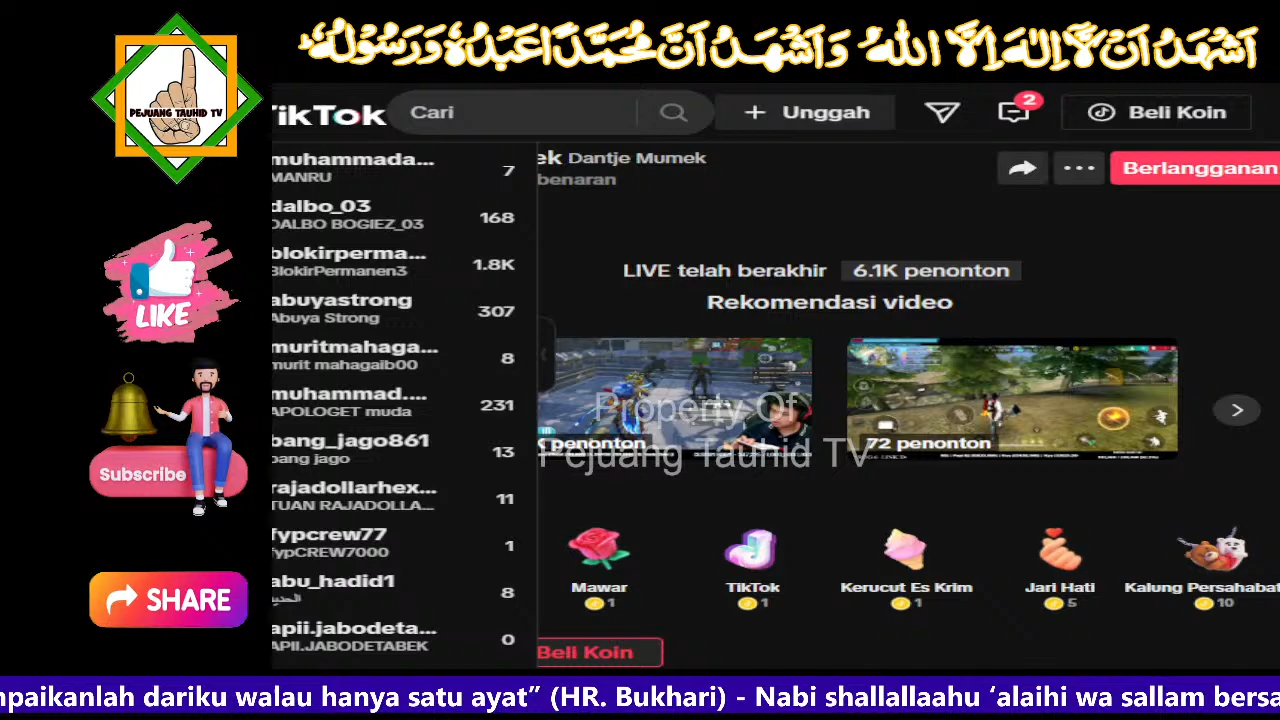 اَشْهَدُ اَنْ لَّا اِلٰهَ اِلَّا اللّٰهُ وَاَشْهَدُ اَنَّ مُحَمَّدًا عَبْدُهٗ وَرَسُوْلُهٗ
PEJUANG TAUHID TV
TikTok
Cari
Unggah
2
Beli Koin
muhammada...
MANRU
7
ek Dantje Mumek
benaran
Berlangganan
dalbo_03
DALBO BOGIEZ_03
168
blokirperma...
BlokirPermanen3
1.8K
LIVE telah berakhir 6.1K penonton
Rekomendasi video
abuyastrong
Abuya Strong
307
muritmahaga...
murit mahagaib00
8
muhammad....
APOLOGET muda
231
bang_jago861
bang jago
13
rajadollarhex...
TUAN RAJADOLLA...
11
fypcrew77
fypCREW7000
1
abu_hadid1
8
apii.jabodeta...
APII.JABODETABEK
0
K penonton
72 penonton
Property Of
Pejuang Tauhid TV
Mawar
1
TikTok
1
Kerucut Es Krim
1
Jari Hati
5
Kalung Persahabat
10
Beli Koin
LIKE
Subscribe
SHARE
mpaikanlah dariku walau hanya satu ayat” (HR. Bukhari) - Nabi shallallaahu ‘alaihi wa sallam bersa